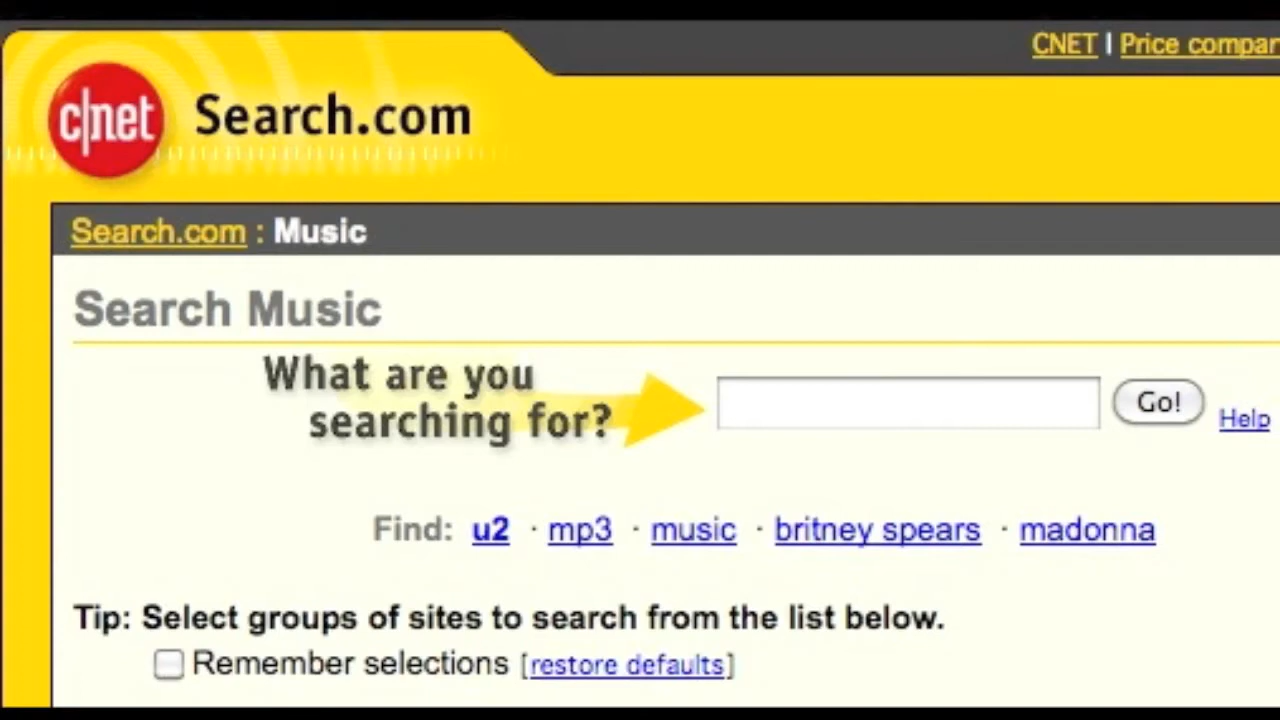 CNET | Price compar
c|net Search.com
Search.com : Music
Search Music
What are you
searching for?
Go!
Help
Find: u2 · mp3 · music · britney spears · madonna
Tip: Select groups of sites to search from the list below.
Remember selections [restore defaults]